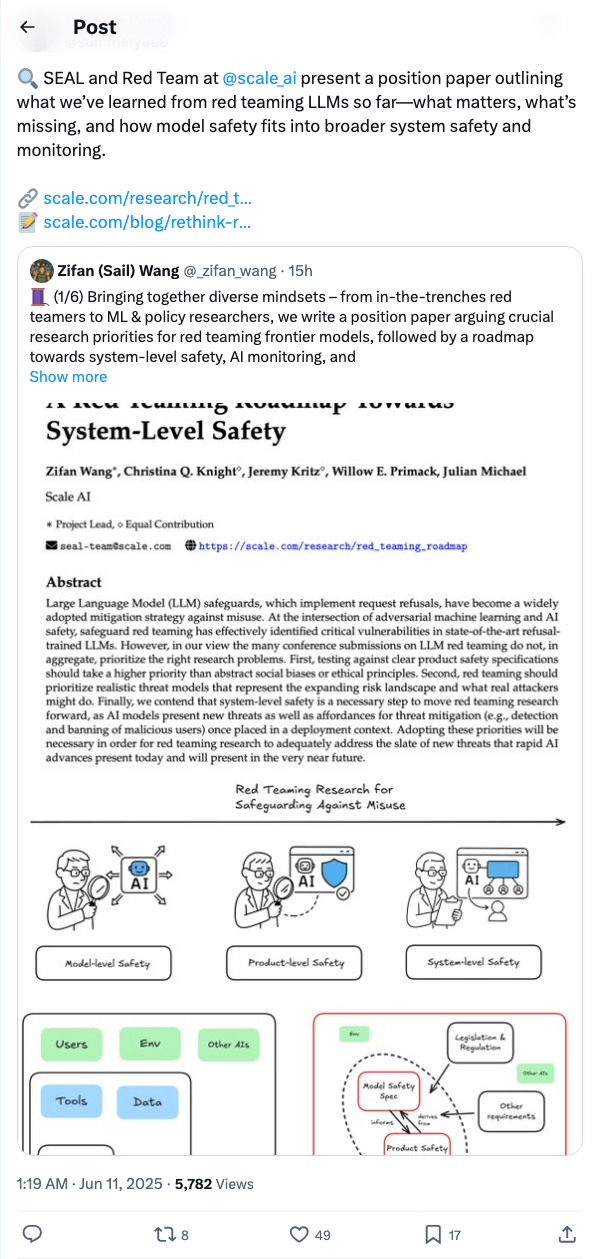 Post
🔍 SEAL and Red Team at @scale_ai present a position paper outlining
what we’ve learned from red teaming LLMs so far—what matters, what’s
missing, and how model safety fits into broader system safety and
monitoring.
🔗 scale.com/research/red_t...
📝 scale.com/blog/rethink-r...
Zifan (Sail) Wang @_zifan_wang · 15h
🧵 (1/6) Bringing together diverse mindsets – from in-the-trenches red
teamers to ML & policy researchers, we write a position paper arguing crucial
research priorities for red teaming frontier models, followed by a roadmap
towards system-level safety, AI monitoring, and
Show more
A Red Teaming Roadmap Towards
System-Level Safety
Zifan Wang*, Christina Q. Knight◇, Jeremy Kritz◇, Willow E. Primack, Julian Michael
Scale AI
* Project Lead, ◇ Equal Contribution
seal-team@scale.com https://scale.com/research/red_teaming_roadmap
Abstract
Large Language Model (LLM) safeguards, which implement request refusals, have become a widely
adopted mitigation strategy against misuse. At the intersection of adversarial machine learning and AI
safety, safeguard red teaming has effectively identified critical vulnerabilities in state-of-the-art refusal-
trained LLMs. However, in our view the many conference submissions on LLM red teaming do not, in
aggregate, prioritize the right research problems. First, testing against clear product safety specifications
should take a higher priority than abstract social biases or ethical principles. Second, red teaming should
prioritize realistic threat models that represent the expanding risk landscape and what real attackers
might do. Finally, we contend that system-level safety is a necessary step to move red teaming research
forward, as AI models present new threats as well as affordances for threat mitigation (e.g., detection
and banning of malicious users) once placed in a deployment context. Adopting these priorities will be
necessary in order for red teaming research to adequately address the slate of new threats that rapid AI
advances present today and will present in the very near future.
Red Teaming Research for
Safeguarding Against Misuse
AI
AI
AI
Model-level Safety
Product-level Safety
System-level Safety
Users
Env
Other AIs
Tools
Data
Env
Legislation &
Regulation
Other AIs
Model Safety
Spec
Other
requirements
informs
derives
from
Product Safety
1:19 AM · Jun 11, 2025 · 5,782 Views
8
49
17